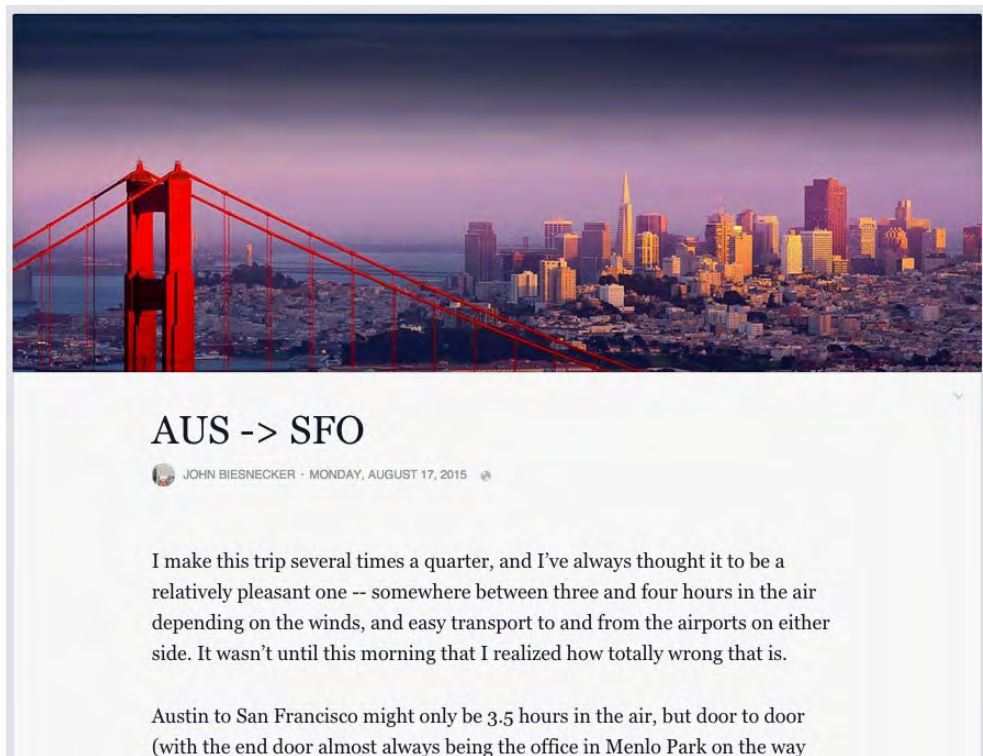 AUS -> SFO
JOHN BIESNECKER · MONDAY, AUGUST 17, 2015
I make this trip several times a quarter, and I’ve always thought it to be a
relatively pleasant one -- somewhere between three and four hours in the air
depending on the winds, and easy transport to and from the airports on either
side. It wasn’t until this morning that I realized how totally wrong that is.
Austin to San Francisco might only be 3.5 hours in the air, but door to door
(with the end door almost always being the office in Menlo Park on the way